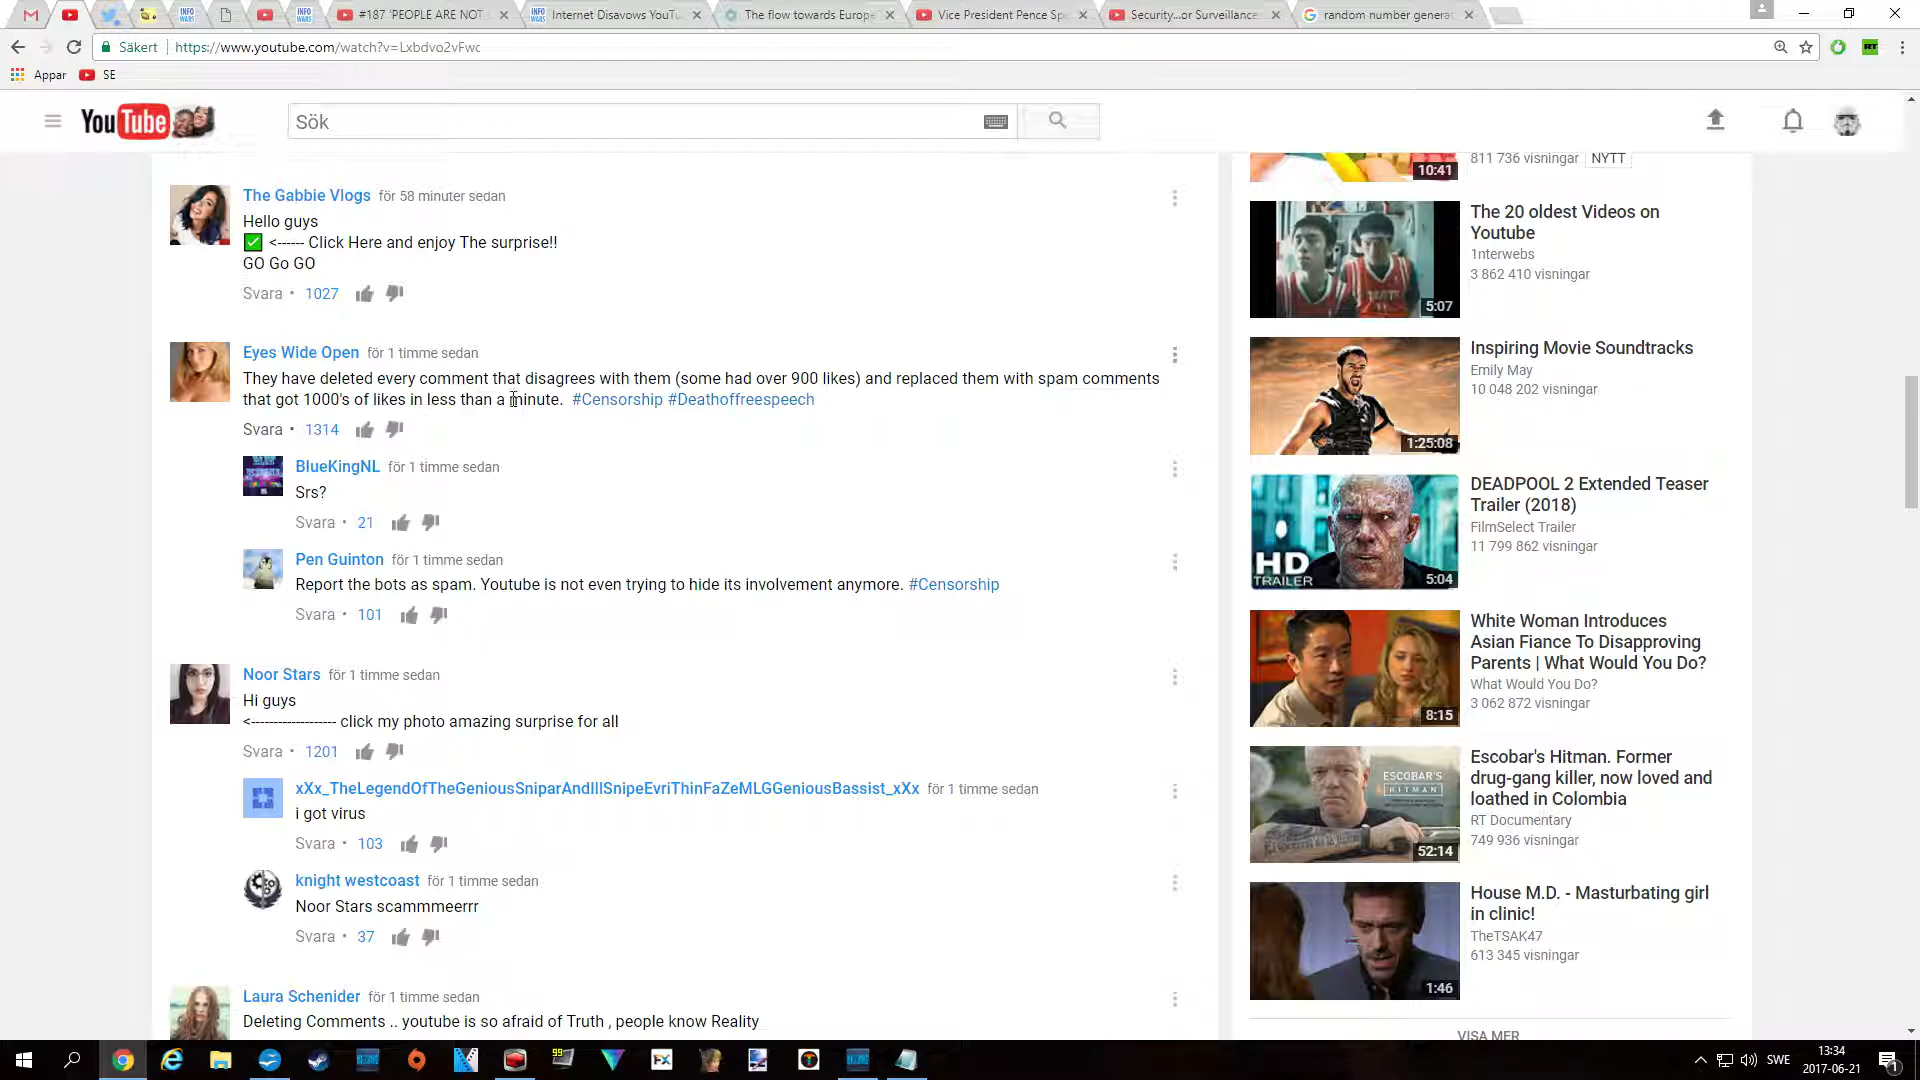 #187 'PEOPLE ARE NOT
Internet Disavows YouTu
The flow towards Europe
Vice President Pence Spe
Security...or Surveillance
random number generat
Säkert
https://www.youtube.com/watch?v=Lxbdvo2vFwc
Appar
SE
YouTube
Sök
The Gabbie Vlogs för 58 minuter sedan
Hello guys
✅ <------ Click Here and enjoy The surprise!!
GO Go GO
Svara • 1027
Eyes Wide Open för 1 timme sedan
They have deleted every comment that disagrees with them (some had over 900 likes) and replaced them with spam comments
that got 1000's of likes in less than a minute. #Censorship #Deathoffreespeech
Svara • 1314
BlueKingNL för 1 timme sedan
Srs?
Svara • 21
Pen Guinton för 1 timme sedan
Report the bots as spam. Youtube is not even trying to hide its involvement anymore. #Censorship
Svara • 101
Noor Stars för 1 timme sedan
Hi guys
<------------------- click my photo amazing surprise for all
Svara • 1201
xXx_TheLegendOfTheGeniousSniparAndIllSnipeEvriThinFaZeMLGGeniousBassist_xXx för 1 timme sedan
i got virus
Svara • 103
knight westcoast för 1 timme sedan
Noor Stars scammmeerrr
Svara • 37
Laura Schenider för 1 timme sedan
Deleting Comments .. youtube is so afraid of Truth , people know Reality
811 736 visningar NYTT
10:41
The 20 oldest Videos on
Youtube
1nterwebs
3 862 410 visningar
5:07
Inspiring Movie Soundtracks
Emily May
10 048 202 visningar
1:25:08
DEADPOOL 2 Extended Teaser
Trailer (2018)
FilmSelect Trailer
11 799 862 visningar
HD
TRAILER
5:04
White Woman Introduces
Asian Fiance To Disapproving
Parents | What Would You Do?
What Would You Do?
3 062 872 visningar
8:15
Escobar's Hitman. Former
drug-gang killer, now loved and
loathed in Colombia
RT Documentary
749 936 visningar
ESCOBAR'S
HITMAN
52:14
House M.D. - Masturbating girl
in clinic!
TheTSAK47
613 345 visningar
1:46
VISA MER
SWE
13:34
2017-06-21